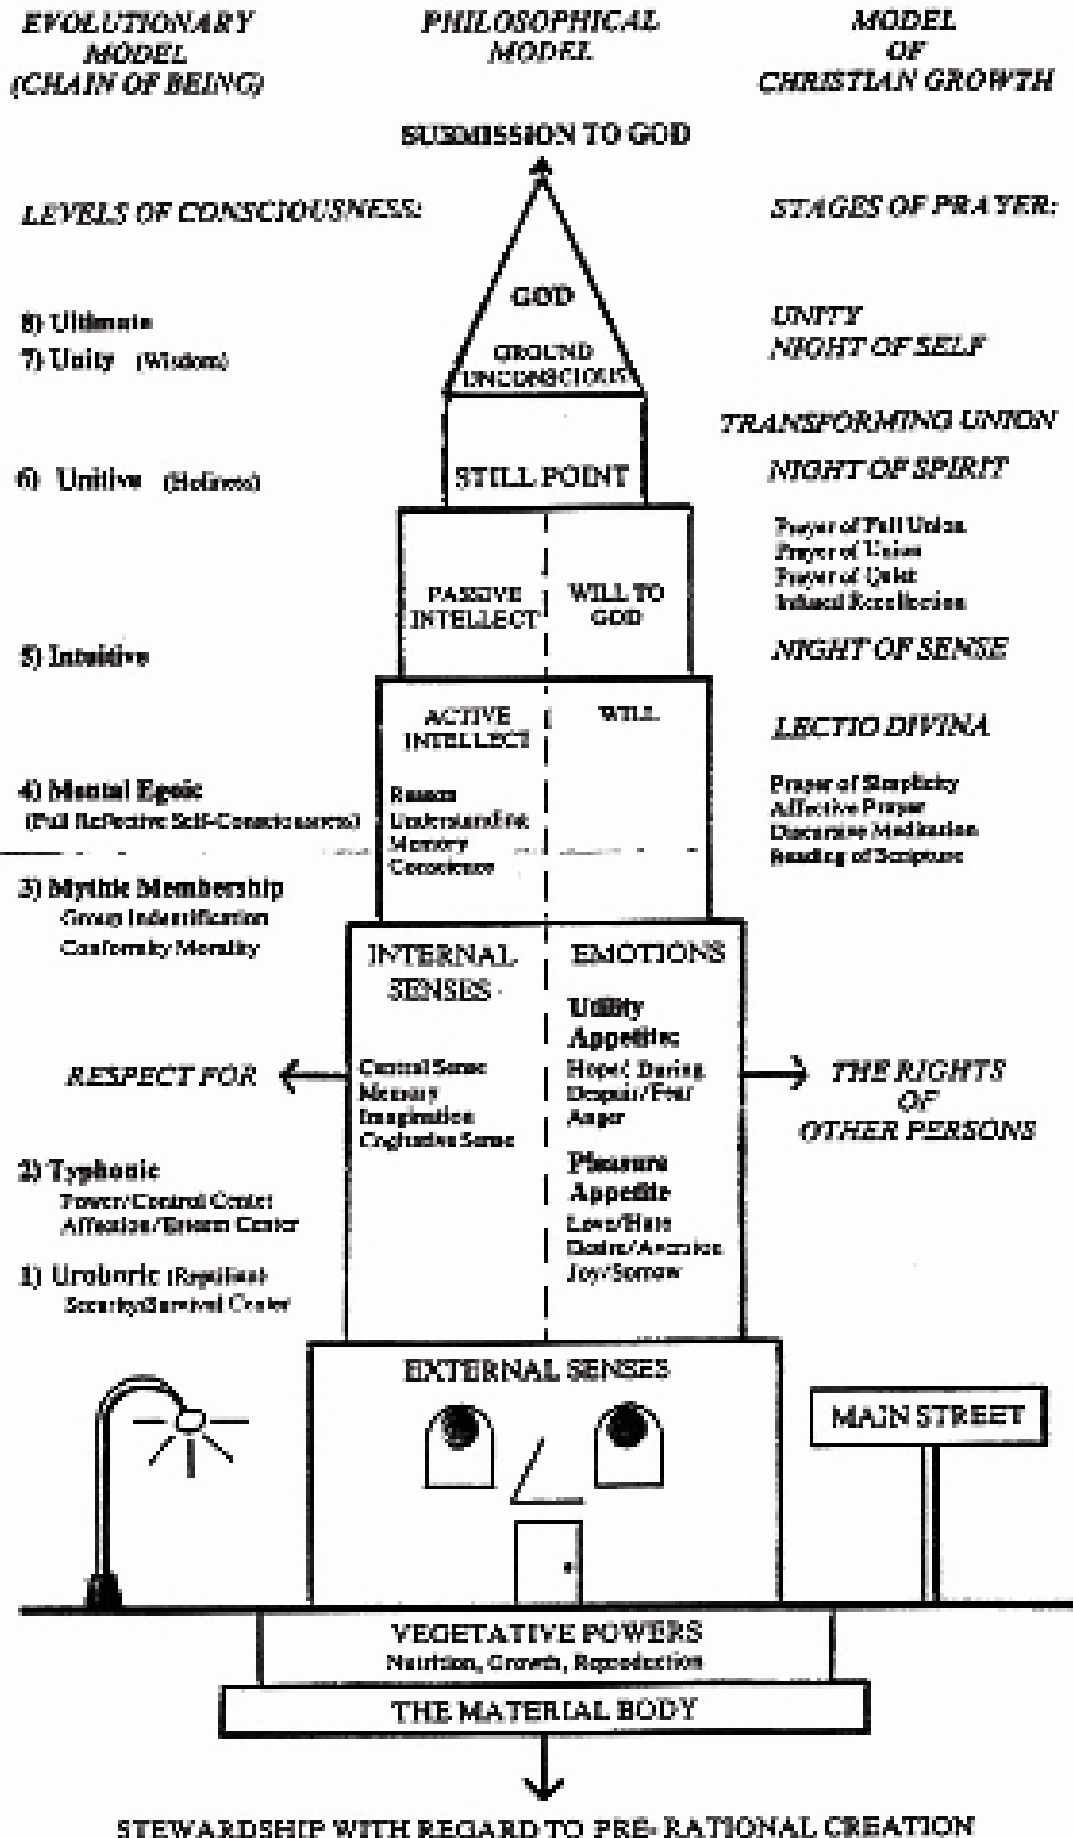 EVOLUTIONARY
MODEL
(CHAIN OF BEING)
PHILOSOPHICAL
MODEL
MODEL
OF
CHRISTIAN GROWTH
SUBMISSION TO GOD
LEVELS OF CONSCIOUSNESS:
STAGES OF PRAYER:
GOD
8) Ultimate
UNITY
7) Unity (Wisdom)
GROUND
UNCONSCIOUS
NIGHT OF SELF
TRANSFORMING UNION
6) Unitive (Holiness)
STILL POINT
NIGHT OF SPIRIT
Prayer of Full Union
Prayer of Union
Prayer of Quiet
Infused Recollection
PASSIVE
INTELLECT
WILL TO
GOD
5) Intuitive
NIGHT OF SENSE
ACTIVE
INTELLECT
WILL
LECTIO DIVINA
4) Mental Egoic
(Full Reflective Self-Consciousness)
Reason
Understanding
Memory
Conscience
Prayer of Simplicity
Affective Prayer
Discursive Meditation
Reading of Scripture
3) Mythic Membership
Group Indentification
Conformity Morality
INTERNAL
SENSES
EMOTIONS
Utility
Appetite:
Hope/ Daring
Despair/Fear
Anger
RESPECT FOR
Central Sense
Memory
Imagination
Cogitative Sense
THE RIGHTS
OF
OTHER PERSONS
2) Typhonic
Power/Control Center
Affection/Esteem Center
Pleasure
Appetite
Love/Hate
Desire/Aversion
Joy/Sorrow
1) Uroboric (Reptilian)
Security/Survival Center
EXTERNAL SENSES
MAIN STREET
VEGETATIVE POWERS
Nutrition, Growth, Reproduction
THE MATERIAL BODY
STEWARDSHIP WITH REGARD TO PRE-RATIONAL CREATION